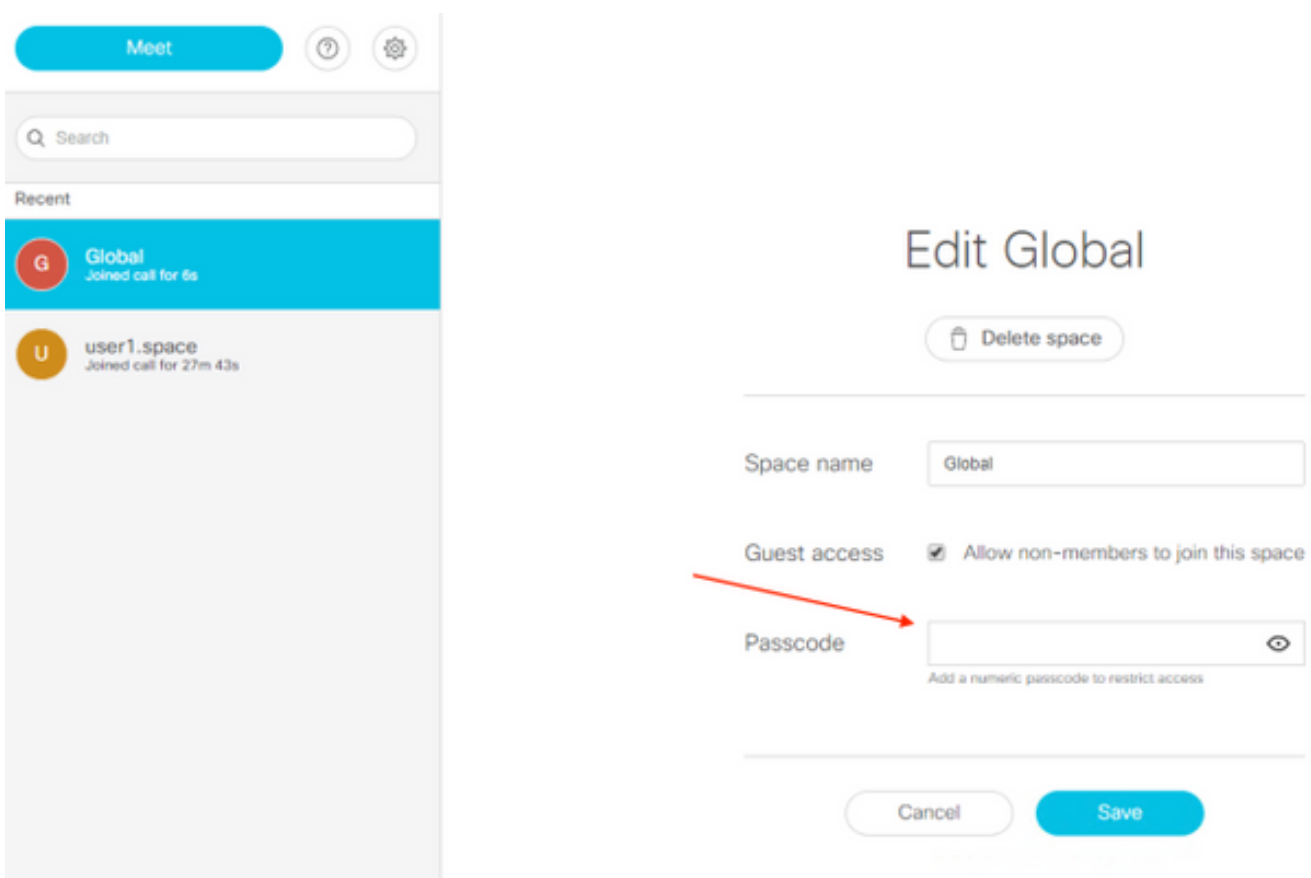 Meet
Search
Recent
G
Global
Joined call for 6s
U
user1.space
Joined call for 27m 43s
Edit Global
Delete space
Space name
Global
Guest access
Allow non-members to join this space
Passcode
Add a numeric passcode to restrict access
Cancel
Save